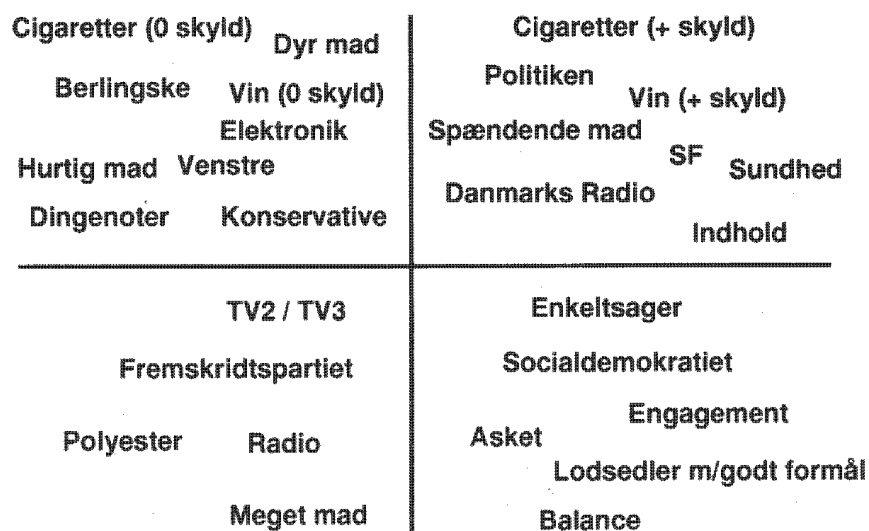 Cigaretter (0 skyld)
Dyr mad
Berlingske
Vin (0 skyld)
Elektronik
Hurtig mad
Venstre
Dingenoter
Konservative
Cigaretter (+ skyld)
Politiken
Vin (+ skyld)
Spændende mad
SF
Sundhed
Danmarks Radio
Indhold
TV2 / TV3
Fremskridtspartiet
Polyester
Radio
Meget mad
Enkeltsager
Socialdemokratiet
Engagement
Asket
Lodsedler m/godt formål
Balance